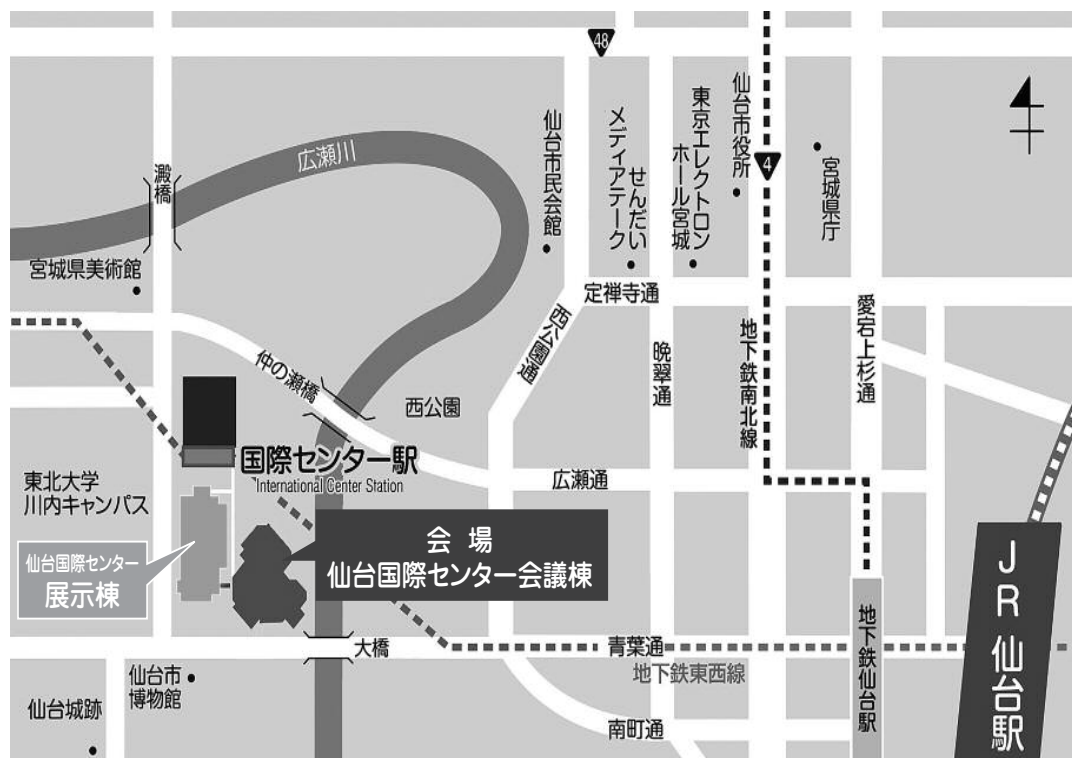 48
仙台市役所
東京エレクトロン
ホール宮城
せんだい
メディアテーク
仙台市民会館
4
宮城県庁
広瀬川
澱橋
宮城県美術館
定禅寺通
西公園通
晩翠通
地下鉄南北線
愛宕上杉通
仲の瀬橋
西公園
国際センター駅
International Center Station
広瀬通
東北大学
川内キャンパス
仙台国際センター
展示棟
会場
仙台国際センター会議棟
JR仙台駅
地下鉄仙台駅
大橋
青葉通
地下鉄東西線
仙台市
博物館
仙台城跡
南町通